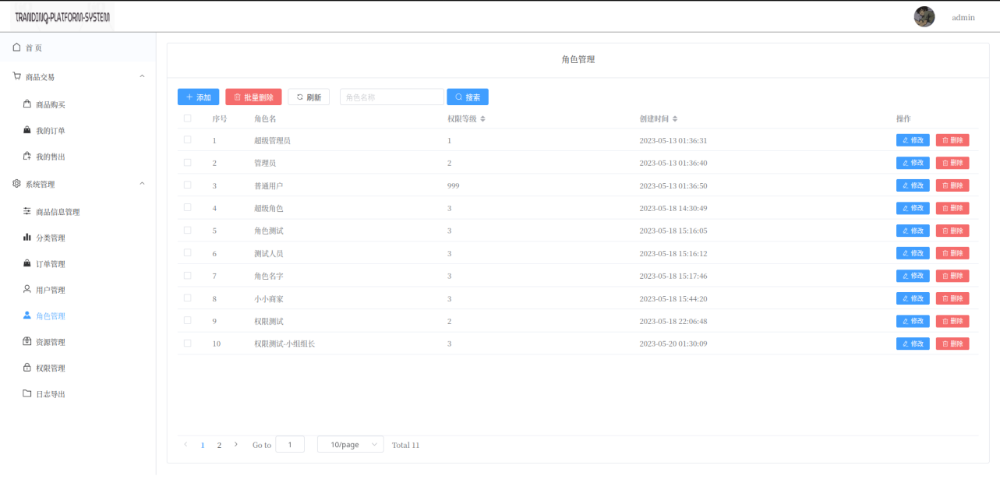 TRANDINQ-PLATFORM-SYSTEM
admin
首 页
商品交易
商品购买
我的订单
我的售出
系统管理
商品信息管理
分类管理
订单管理
用户管理
角色管理
资源管理
权限管理
日志导出
角色管理
添加 批量删除 刷新 角色名称 搜索
序号 角色名 权限等级 创建时间 操作
1 超级管理员 1 2023-05-13 01:36:31 修改 删除
2 管理员 2 2023-05-13 01:36:40 修改 删除
3 普通用户 999 2023-05-13 01:36:50 修改 删除
4 超级角色 3 2023-05-18 14:30:49 修改 删除
5 角色测试 3 2023-05-18 15:16:05 修改 删除
6 测试人员 3 2023-05-18 15:16:12 修改 删除
7 角色名字 3 2023-05-18 15:17:46 修改 删除
8 小小商家 3 2023-05-18 15:44:20 修改 删除
9 权限测试 2 2023-05-18 22:06:48 修改 删除
10 权限测试-小组组长 3 2023-05-20 01:30:09 修改 删除
1 2 Go to 1 10/page Total 11